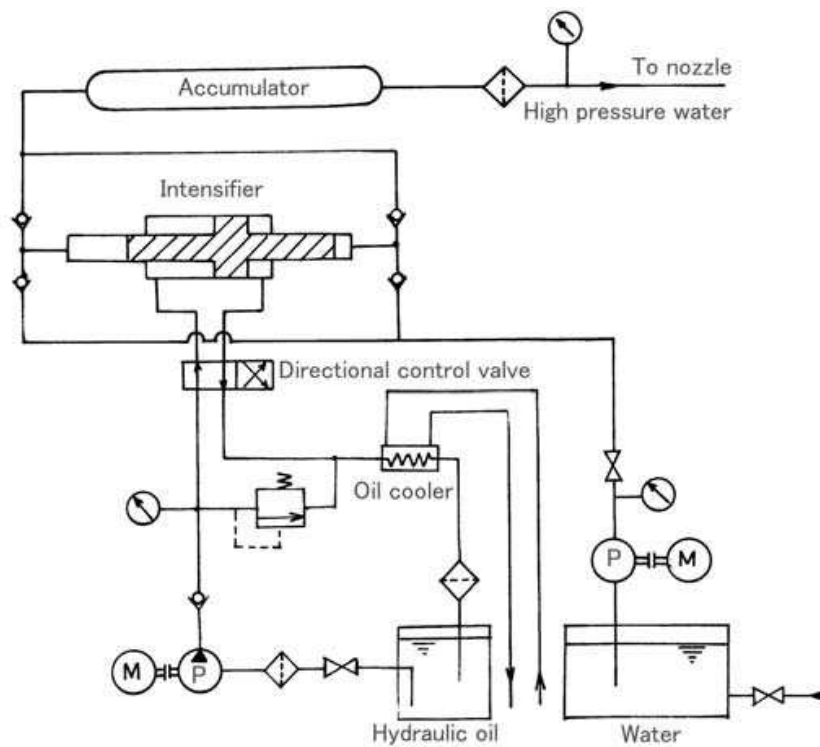 To nozzle
Accumulator
High pressure water
Intensifier
Directional control valve
Oil cooler
P
M
M
P
Hydraulic oil
Water